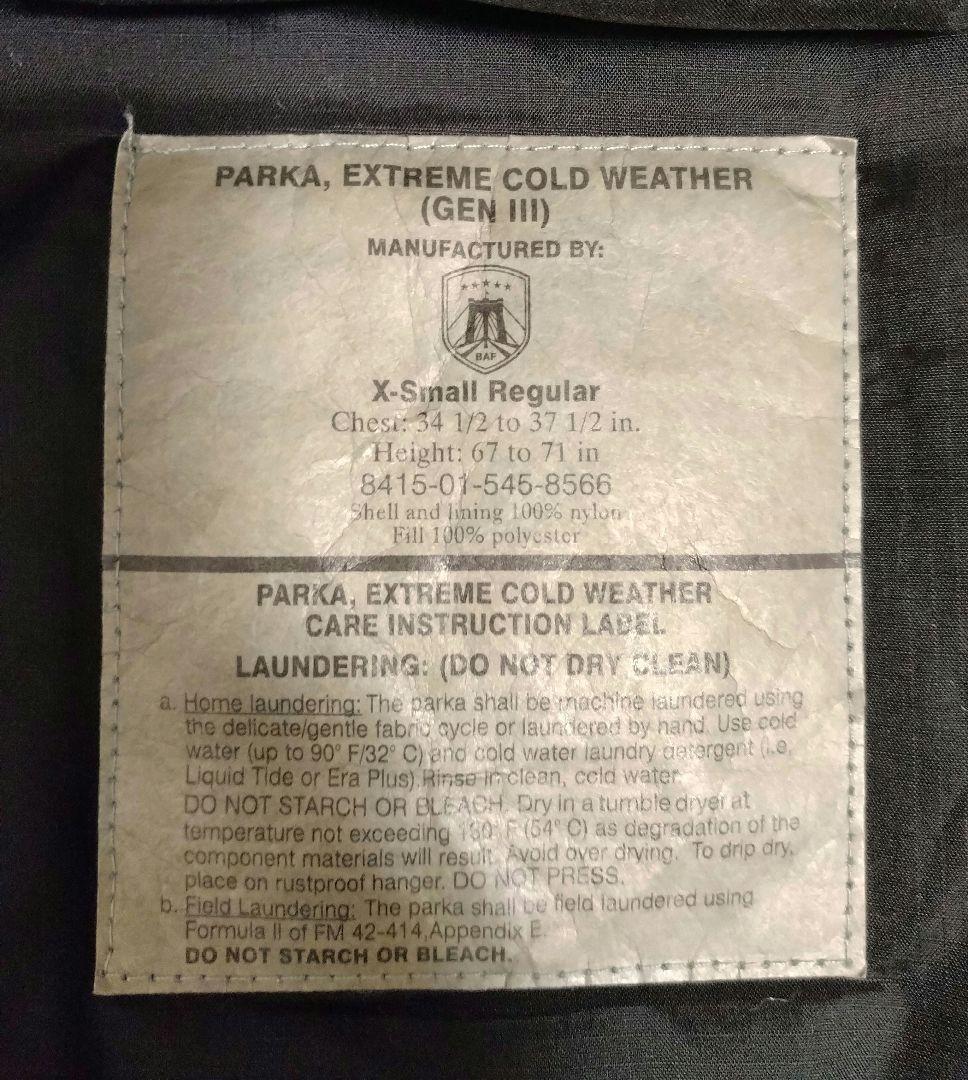 PARKA, EXTREME COLD WEATHER
(GEN III)
MANUFACTURED BY:
BAF
X-Small Regular
Chest: 34 1/2 to 37 1/2 in.
Height: 67 to 71 in
8415-01-545-8566
Shell and lining 100% nylon
Fill 100% polyester
PARKA, EXTREME COLD WEATHER
CARE INSTRUCTION LABEL
LAUNDERING: (DO NOT DRY CLEAN)
a. Home laundering: The parka shall be machine laundered using
the delicate/gentle fabric cycle or laundered by hand. Use cold
water (up to 90° F/32° C) and cold water laundry detergent (i.e.
Liquid Tide or Era Plus). Rinse in clean, cold water.
DO NOT STARCH OR BLEACH. Dry in a tumble dryer at
temperature not exceeding 130° F (54° C) as degradation of the
component materials will result. Avoid over drying. To drip dry,
place on rustproof hanger. DO NOT PRESS.
b. Field Laundering: The parka shall be field laundered using
Formula II of FM 42-414, Appendix E.
DO NOT STARCH OR BLEACH.